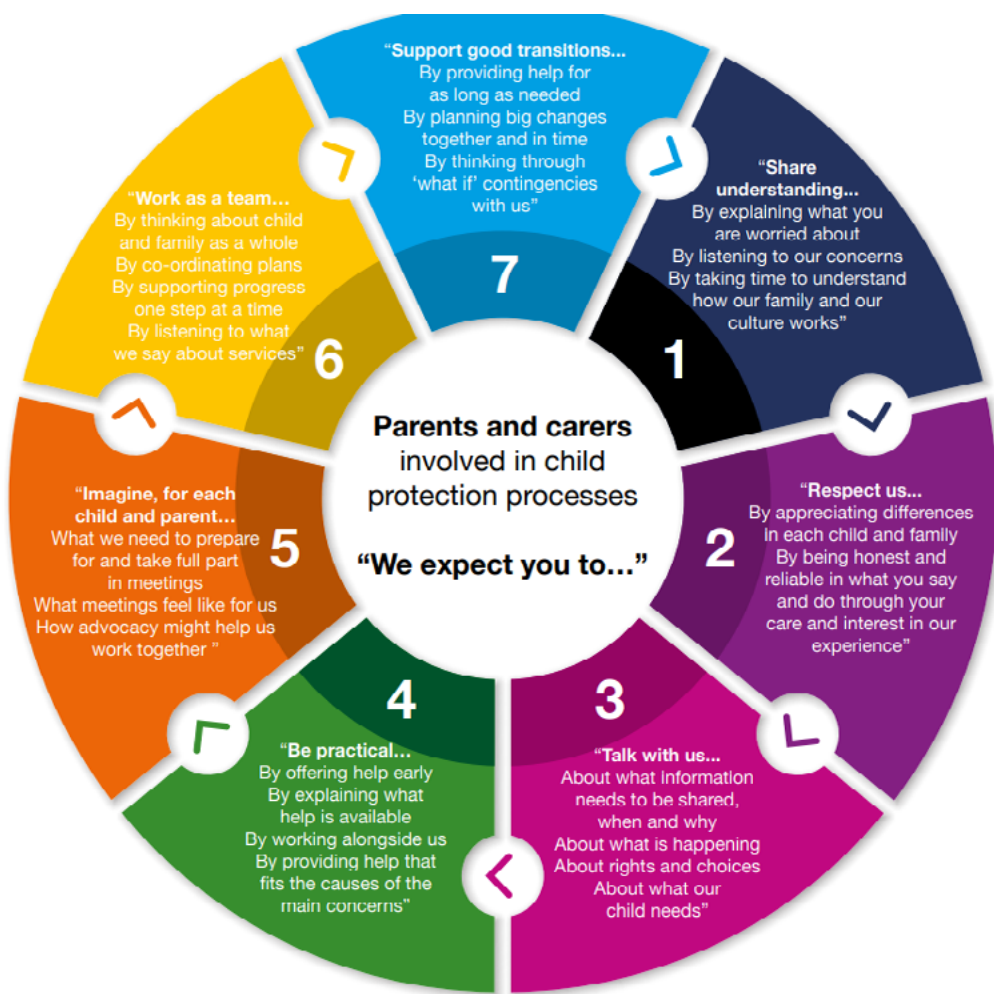 Parents and carers
involved in child
protection processes
“We expect you to...”
1
“Share
understanding...
By explaining what you
are worried about
By listening to our concerns
By taking time to understand
how our family and our
culture works”
2
“Respect us...
By appreciating differences
in each child and family
By being honest and
reliable in what you say
and do through your
care and interest in our
experience”
3
“Talk with us...
About what information
needs to be shared,
when and why
About what is happening
About rights and choices
About what our
child needs”
4
“Be practical...
By offering help early
By explaining what
help is available
By working alongside us
By providing help that
fits the causes of the
main concerns”
5
“Imagine, for each
child and parent...
What we need to prepare
for and take full part
in meetings
What meetings feel like for us
How advocacy might help us
work together ”
6
“Work as a team...
By thinking about child
and family as a whole
By co-ordinating plans
By supporting progress
one step at a time
By listening to what
we say about services”
7
“Support good transitions...
By providing help for
as long as needed
By planning big changes
together and in time
By thinking through
‘what if’ contingencies
with us”